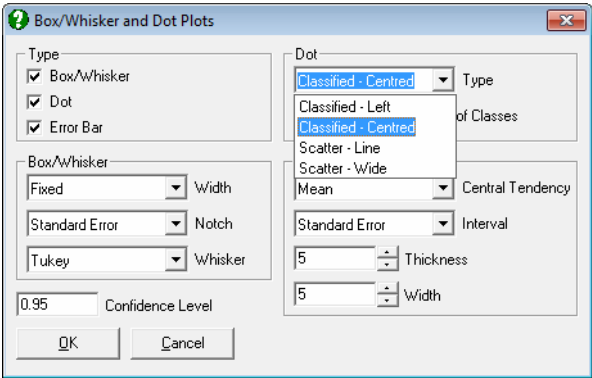 Box/Whisker and Dot Plots
Type
Box/Whisker
Dot
Error Bar
Dot
Classified - Centred
Type
Classified - Left
Classified - Centred
Scatter - Line
Scatter - Wide
of Classes
Box/Whisker
Fixed
Width
Standard Error
Notch
Tukey
Whisker
Mean
Central Tendency
Standard Error
Interval
5
Thickness
5
Width
0.95
Confidence Level
OK
Cancel